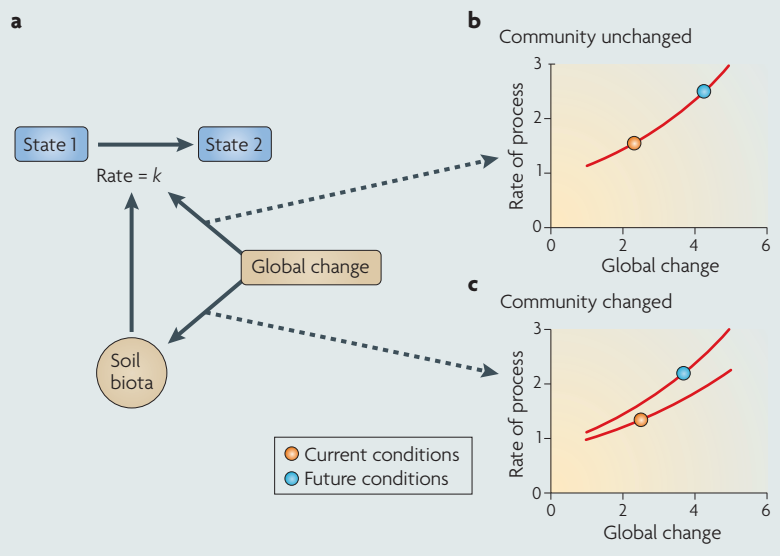 a
State 1
State 2
Rate = k
Global change
Soil
biota
Current conditions
Future conditions
b
Community unchanged
Rate of process
3
2
1
0
0
2
4
6
Global change
c
Community changed
Rate of process
3
2
1
0
0
2
4
6
Global change